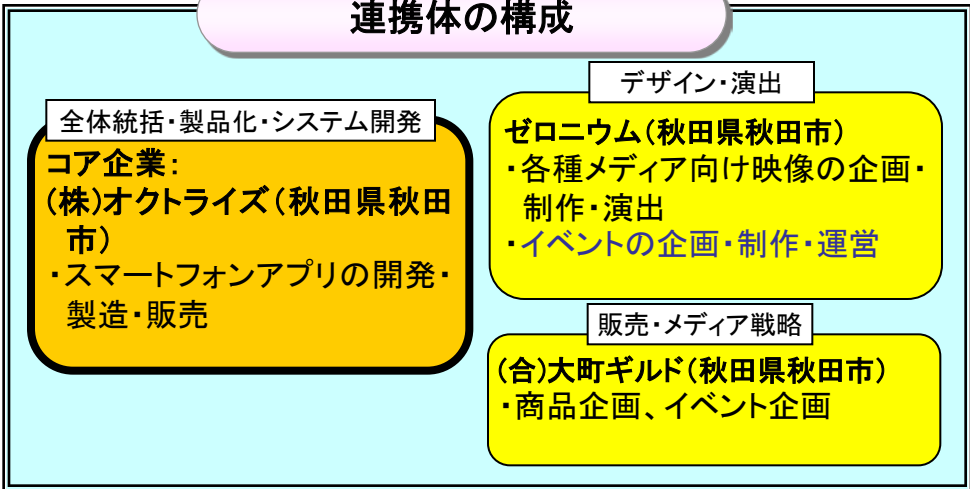 連携体の構成
全体統括・製品化・システム開発
コア企業:
(株)オクトライズ(秋田県秋田
市)
・スマートフォンアプリの開発・
製造・販売
デザイン・演出
ゼロニウム(秋田県秋田市)
・各種メディア向け映像の企画・
制作・演出
・イベントの企画・制作・運営
販売・メディア戦略
(合)大町ギルド(秋田県秋田市)
・商品企画、イベント企画